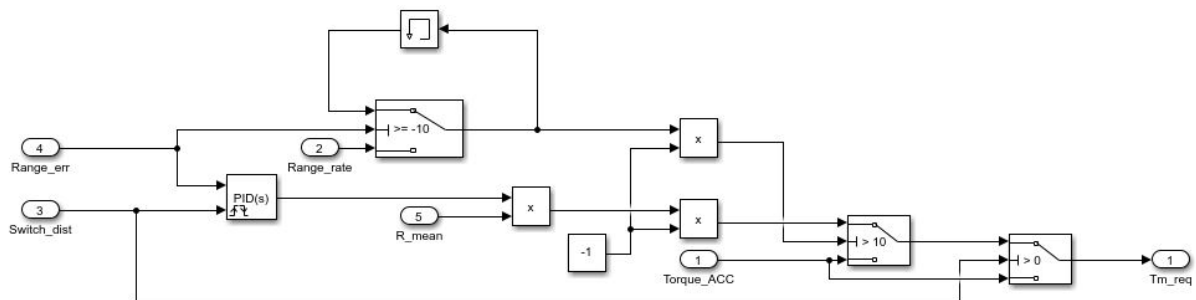 >= -10
4
Range_err
2
Range_rate
x
PID(s)
3
Switch_dist
x
5
R_mean
x
-1
> 10
1
Torque_ACC
> 0
1
Tm_req